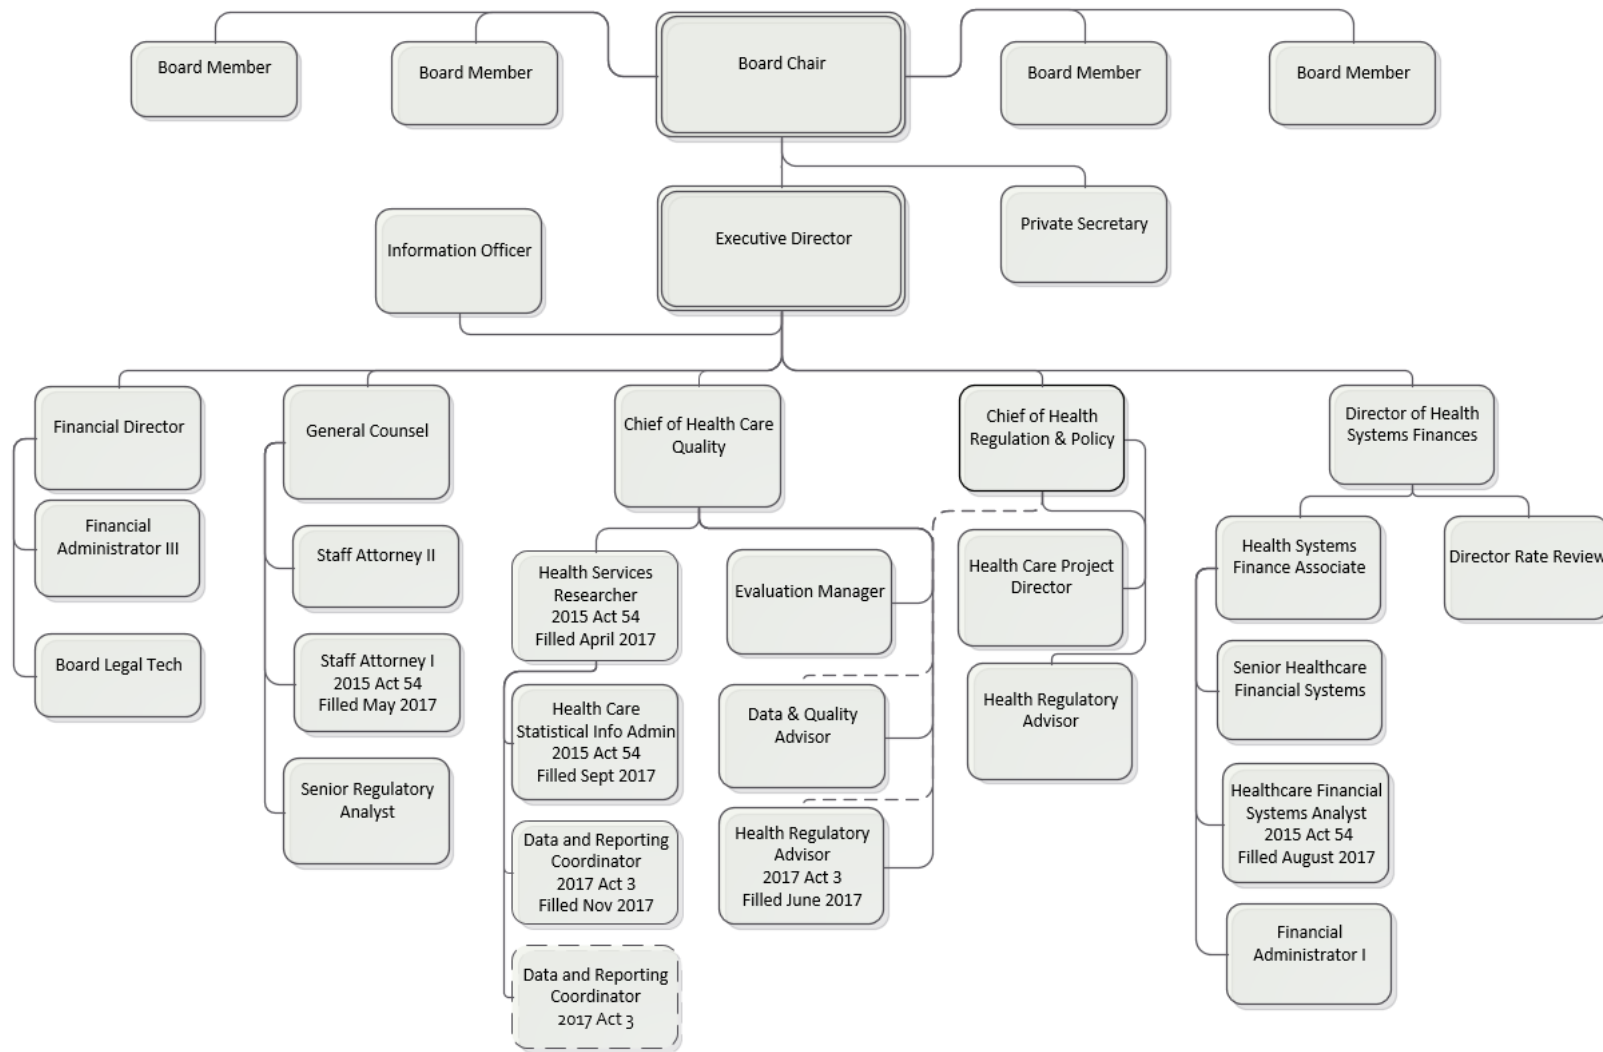 Board Member
Board Member
Board Chair
Board Member
Board Member
Information Officer
Executive Director
Private Secretary
Financial Director
Financial
Administrator III
Board Legal Tech
General Counsel
Staff Attorney II
Staff Attorney I
2015 Act 54
Filled May 2017
Senior Regulatory
Analyst
Chief of Health Care
Quality
Health Services
Researcher
2015 Act 54
Filled April 2017
Health Care
Statistical Info Admin
2015 Act 54
Filled Sept 2017
Data and Reporting
Coordinator
2017 Act 3
Filled Nov 2017
Data and Reporting
Coordinator
2017 Act 3
Evaluation Manager
Data & Quality
Advisor
Health Regulatory
Advisor
2017 Act 3
Filled June 2017
Chief of Health
Regulation & Policy
Health Care Project
Director
Health Regulatory
Advisor
Director of Health
Systems Finances
Health Systems
Finance Associate
Senior Healthcare
Financial Systems
Healthcare Financial
Systems Analyst
2015 Act 54
Filled August 2017
Financial
Administrator I
Director Rate Review